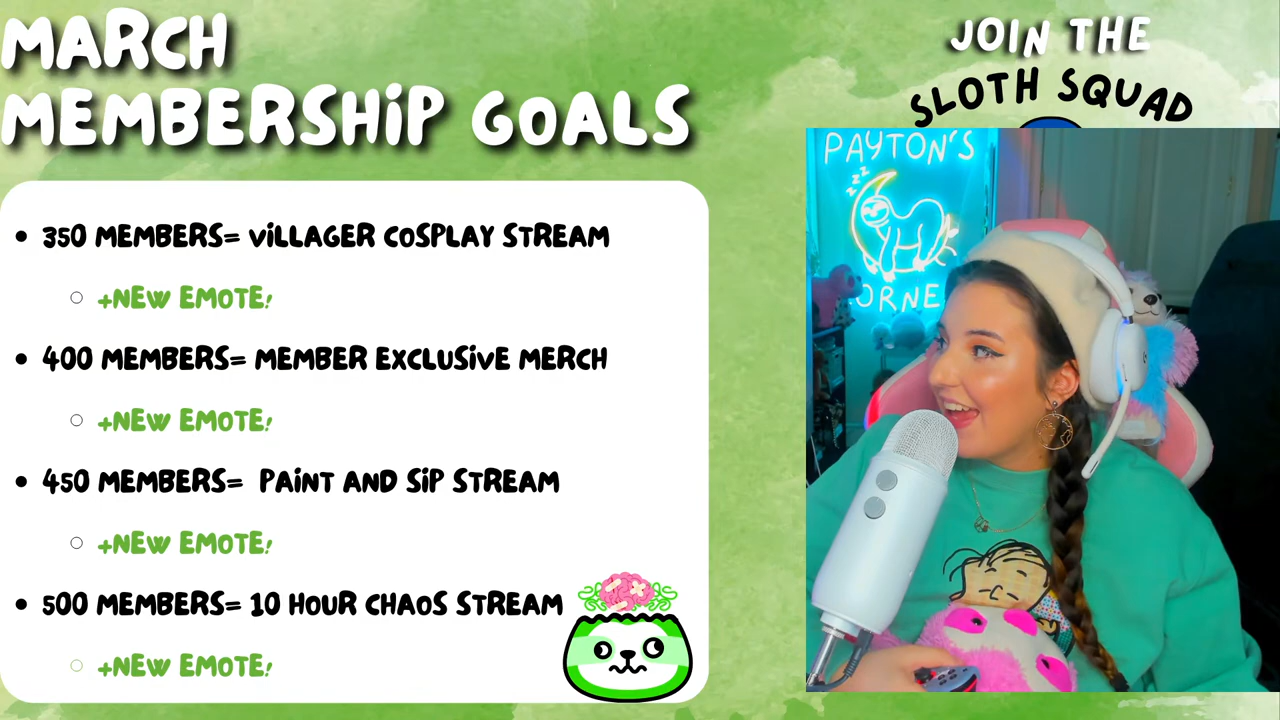 MARCH
MEMBERSHiP GOALS
JOIN THE
SLOTH SQUAD
PAYTON'S
ZZZ
ORNE
• 350 MEMBERS= ViLLAGER COSPLAY STREAM
○ +NEW EMOTE!
• 400 MEMBERS= MEMBER EXCLUSiVE MERCH
○ +NEW EMOTE!
• 450 MEMBERS= PAiNT AND SiP STREAM
○ +NEW EMOTE!
• 500 MEMBERS= 10 HOUR CHAOS STREAM
○ +NEW EMOTE!